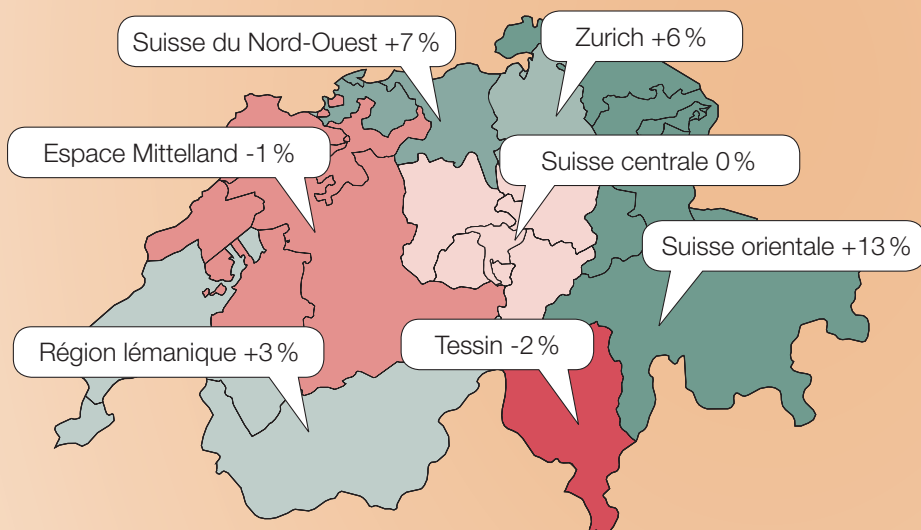 Suisse du Nord-Ouest +7 %
Zurich +6 %
Espace Mittelland -1 %
Suisse centrale 0 %
Suisse orientale +13 %
Région lémanique +3 %
Tessin -2 %